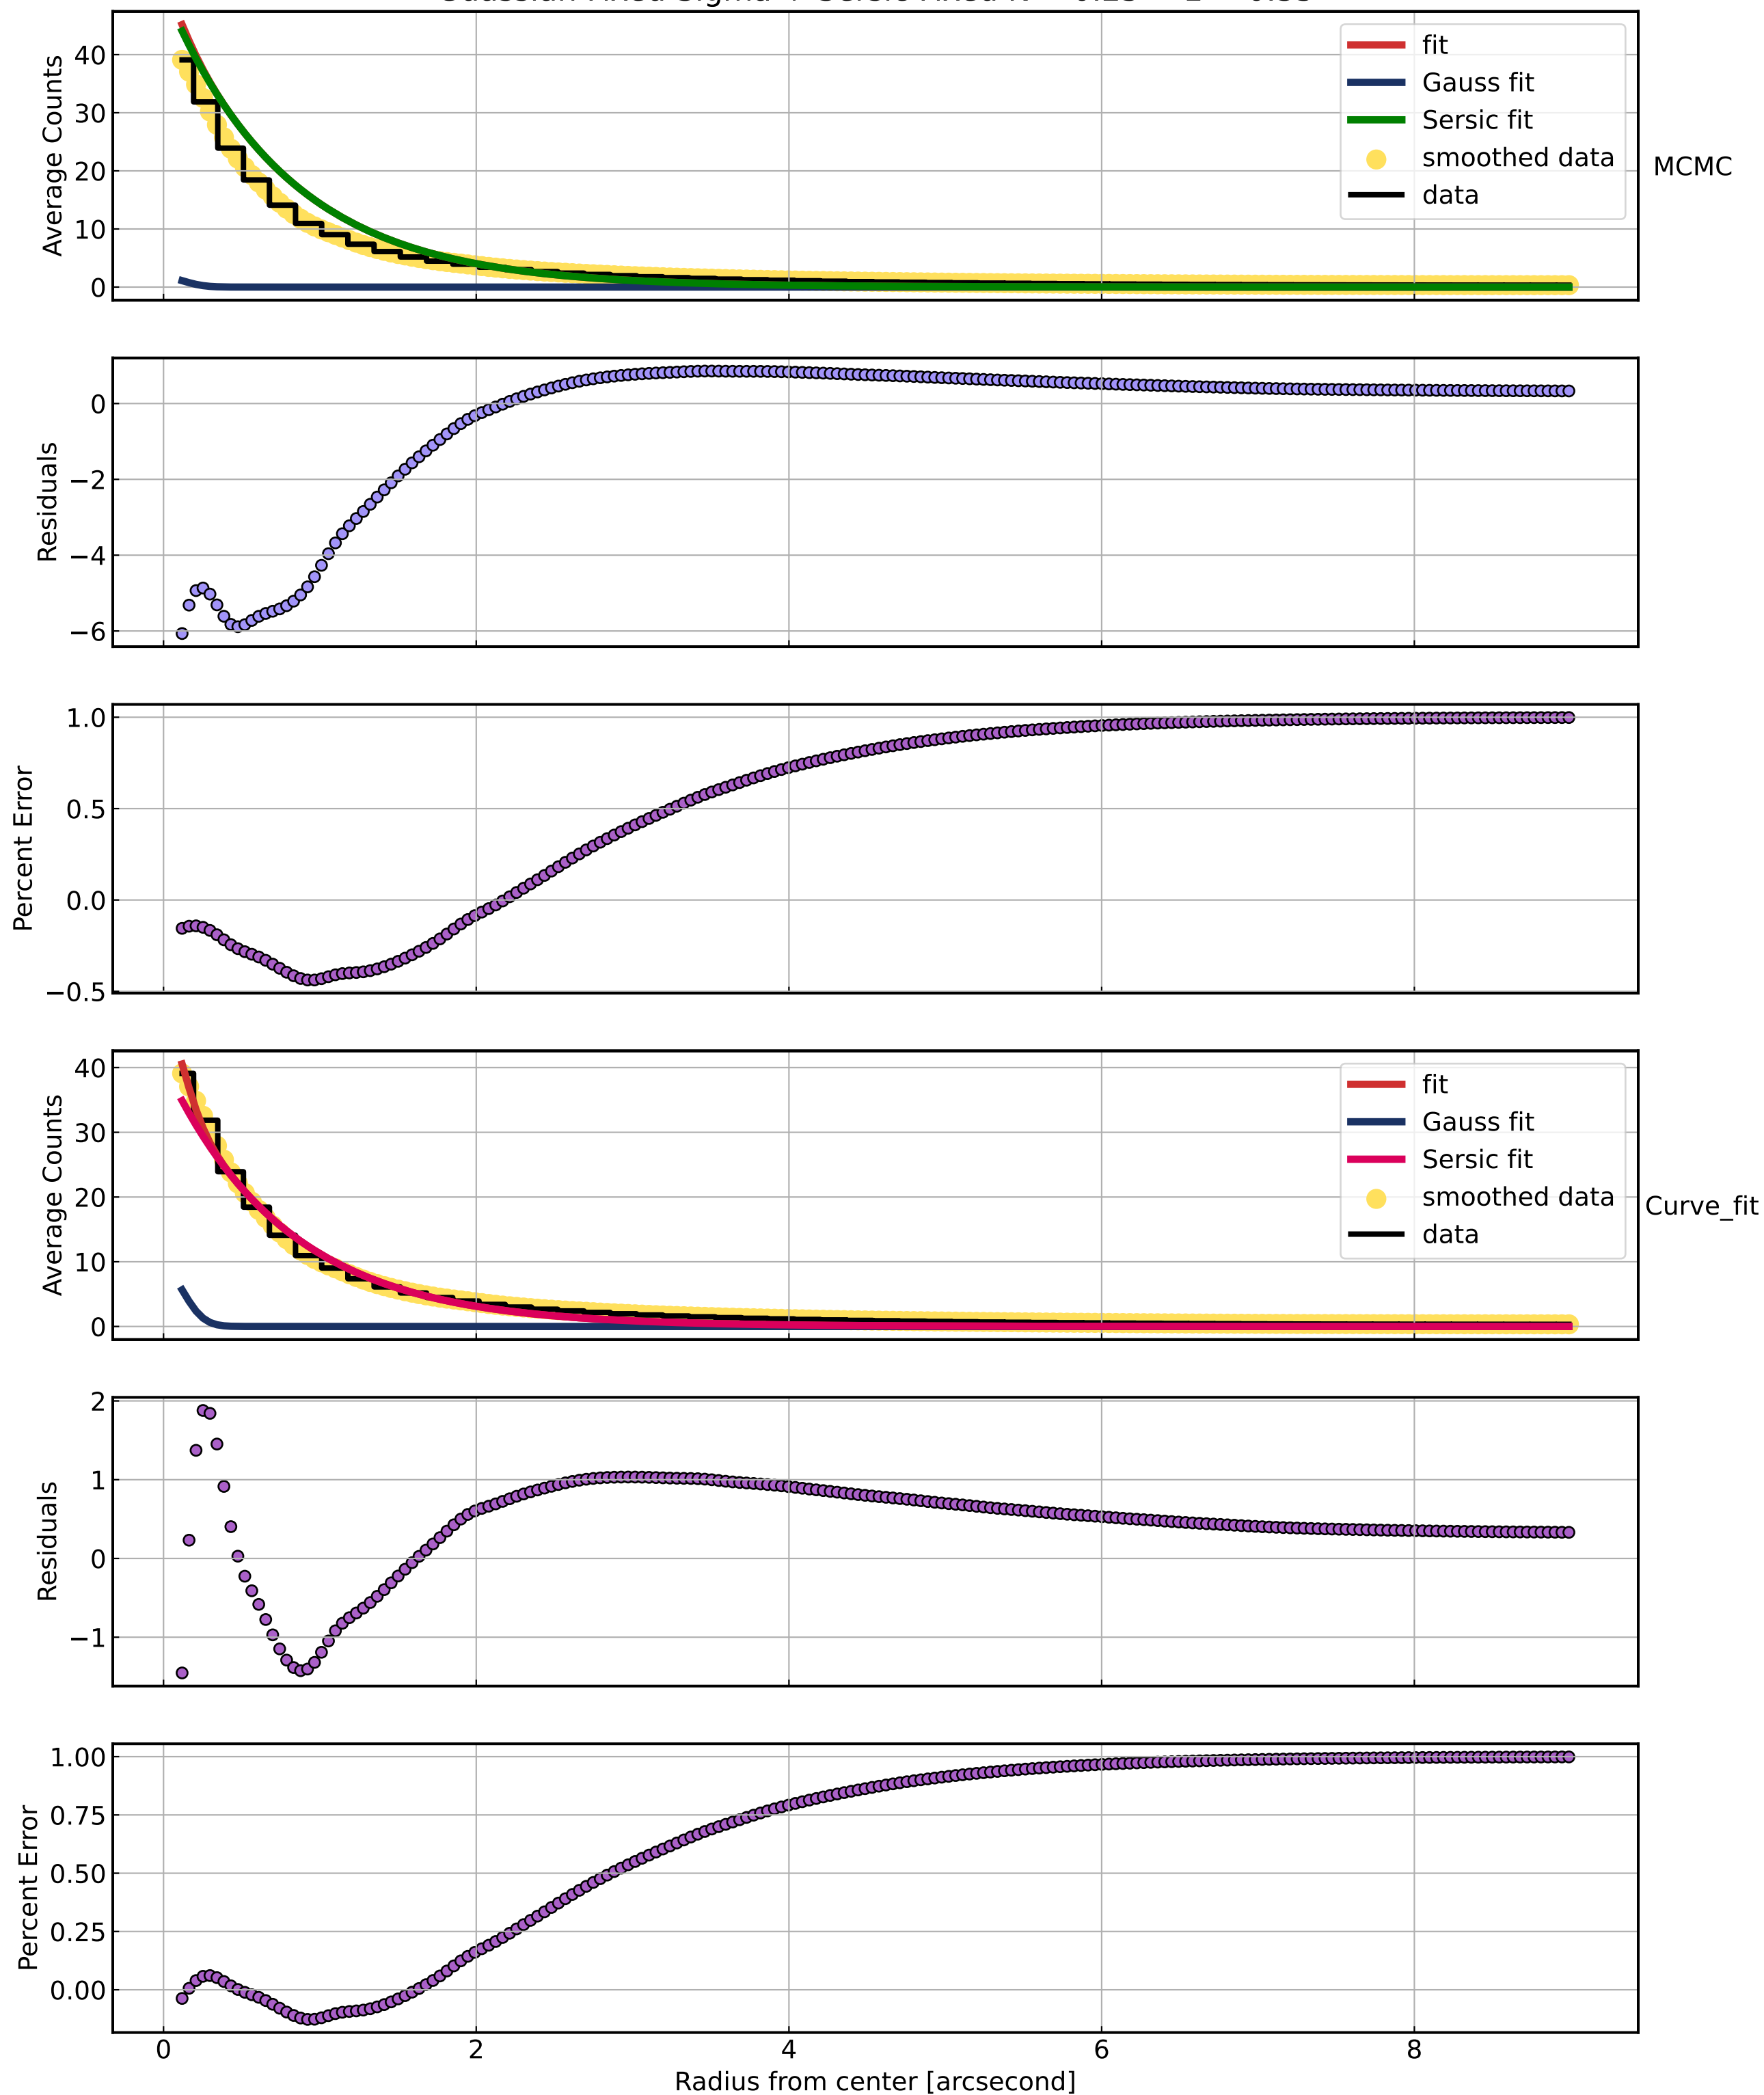 40
30
20
10
0
Average Counts
fit
Gauss fit
Sersic fit
smoothed data
data
MCMC
0
−2
−4
−6
Residuals
1.0
0.5
0.0
−0.5
Percent Error
40
30
20
10
0
Average Counts
fit
Gauss fit
Sersic fit
smoothed data
data
Curve_fit
2
1
0
−1
Residuals
1.00
0.75
0.50
0.25
0.00
Percent Error
0 2 4 6 8
Radius from center [arcsecond]